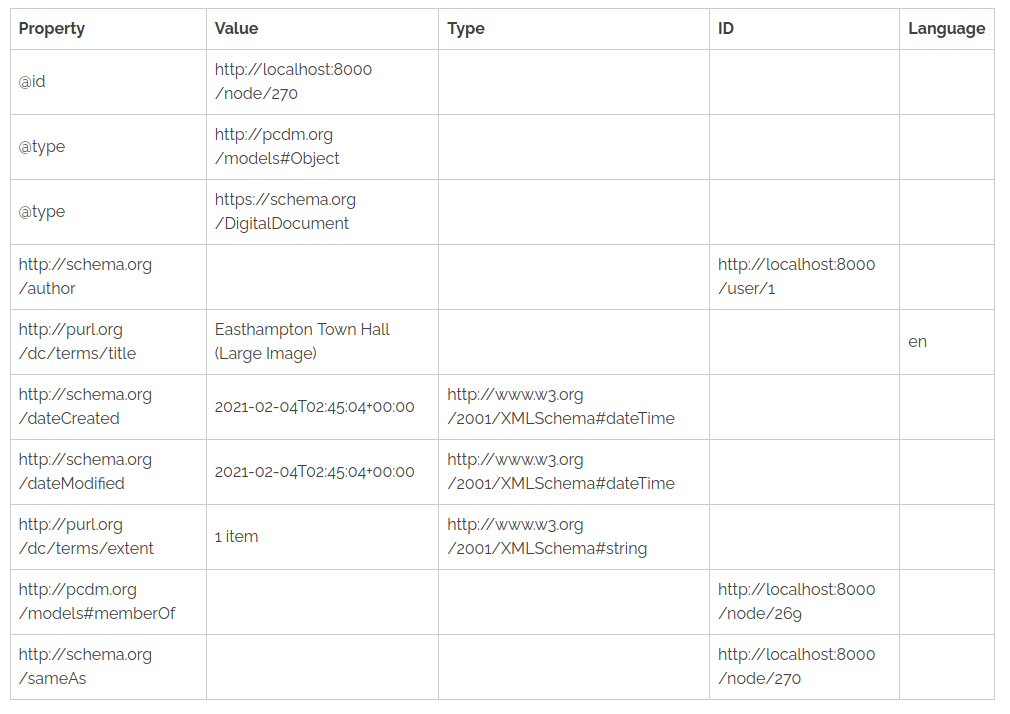 Property Value Type ID Language
@id http://localhost:8000
/node/270
@type http://pcdm.org
/models#Object
@type https://schema.org
/DigitalDocument
http://schema.org
/author http://localhost:8000
/user/1
http://purl.org
/dc/terms/title Easthampton Town Hall
(Large Image) en
http://schema.org
/dateCreated 2021-02-04T02:45:04+00:00 http://www.w3.org
/2001/XMLSchema#dateTime
http://schema.org
/dateModified 2021-02-04T02:45:04+00:00 http://www.w3.org
/2001/XMLSchema#dateTime
http://purl.org
/dc/terms/extent 1 item http://www.w3.org
/2001/XMLSchema#string
http://pcdm.org
/models#memberOf http://localhost:8000
/node/269
http://schema.org
/sameAs http://localhost:8000
/node/270